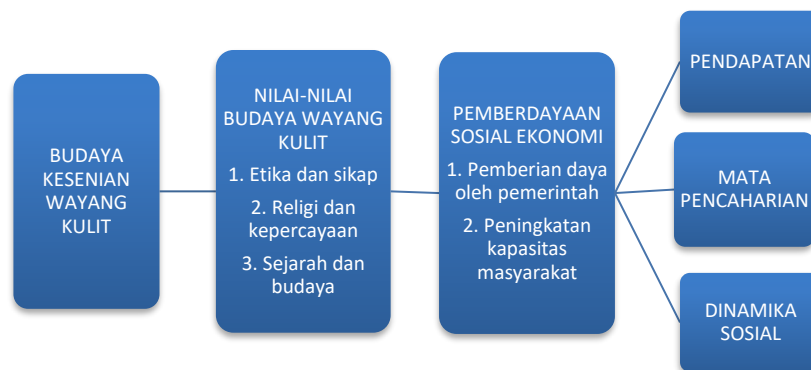 BUDAYA
KESENIAN
WAYANG
KULIT
NILAI-NILAI
BUDAYA WAYANG
KULIT
1. Etika dan sikap
2. Religi dan
kepercayaan
3. Sejarah dan
budaya
PEMBERDAYAAN
SOSIAL EKONOMI
1. Pemberian daya
oleh pemerintah
2. Peningkatan
kapasitas
masyarakat
PENDAPATAN
MATA
PENCAHARIAN
DINAMIKA
SOSIAL